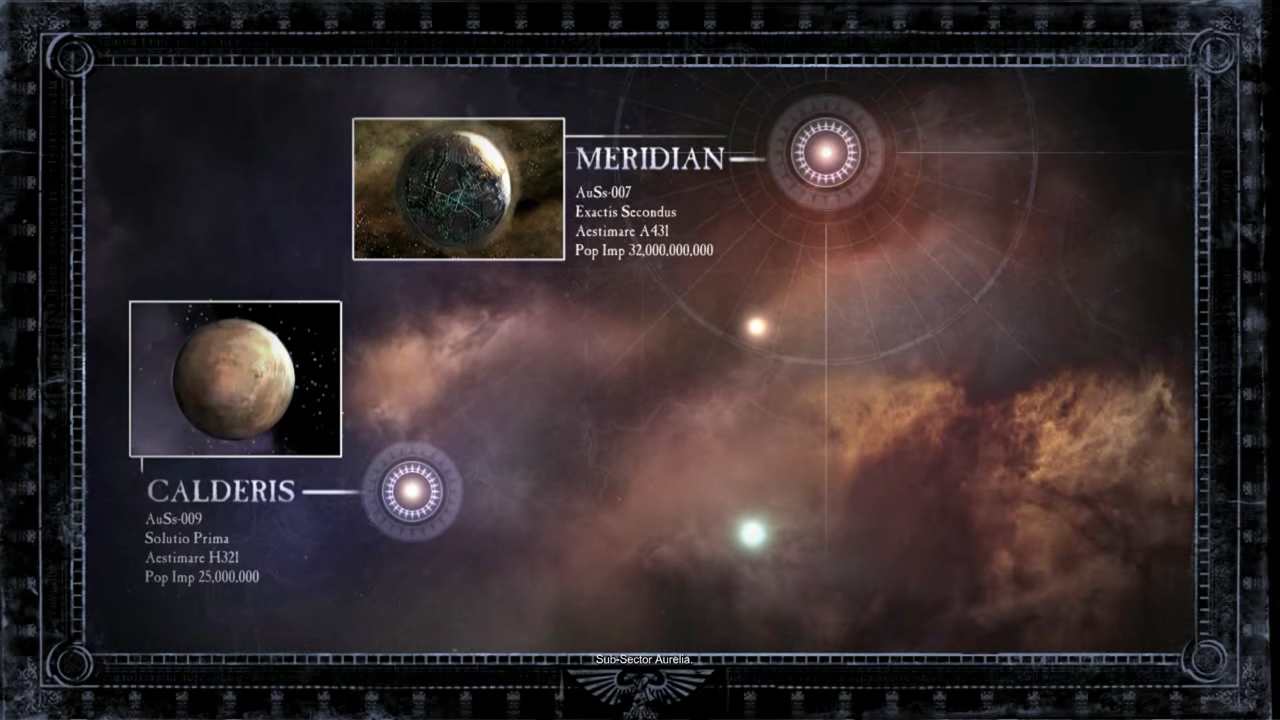 MERIDIAN
AuSs-007
Exactis Secundus
Aestimare A431
Pop Imp 32,000,000,000
CALDERIS
AuSs-009
Solutio Prima
Aestimare H321
Pop Imp 25,000,000
Sub-Sector Aurelia.